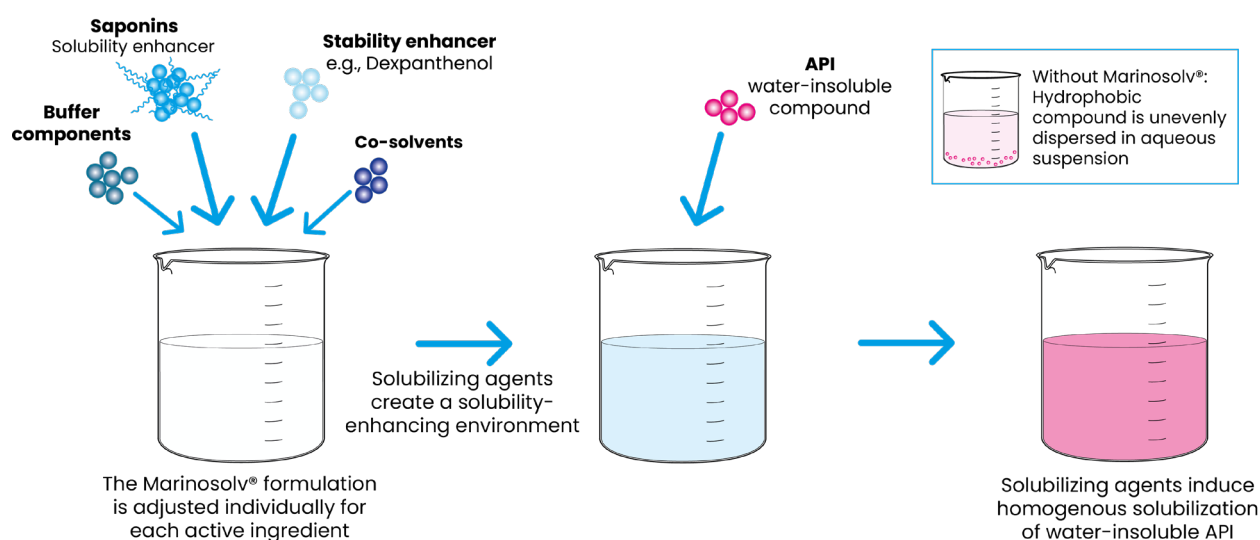 Saponins
Solubility enhancer
Stability enhancer
e.g., Dexpanthenol
Buffer
components
Co-solvents
API
water-insoluble
compound
Without Marinosolv®:
Hydrophobic
compound is unevenly
dispersed in aqueous
suspension
Solubilizing agents
create a solubility-
enhancing environment
The Marinosolv® formulation
is adjusted individually for
each active ingredient
Solubilizing agents induce
homogenous solubilization
of water-insoluble API